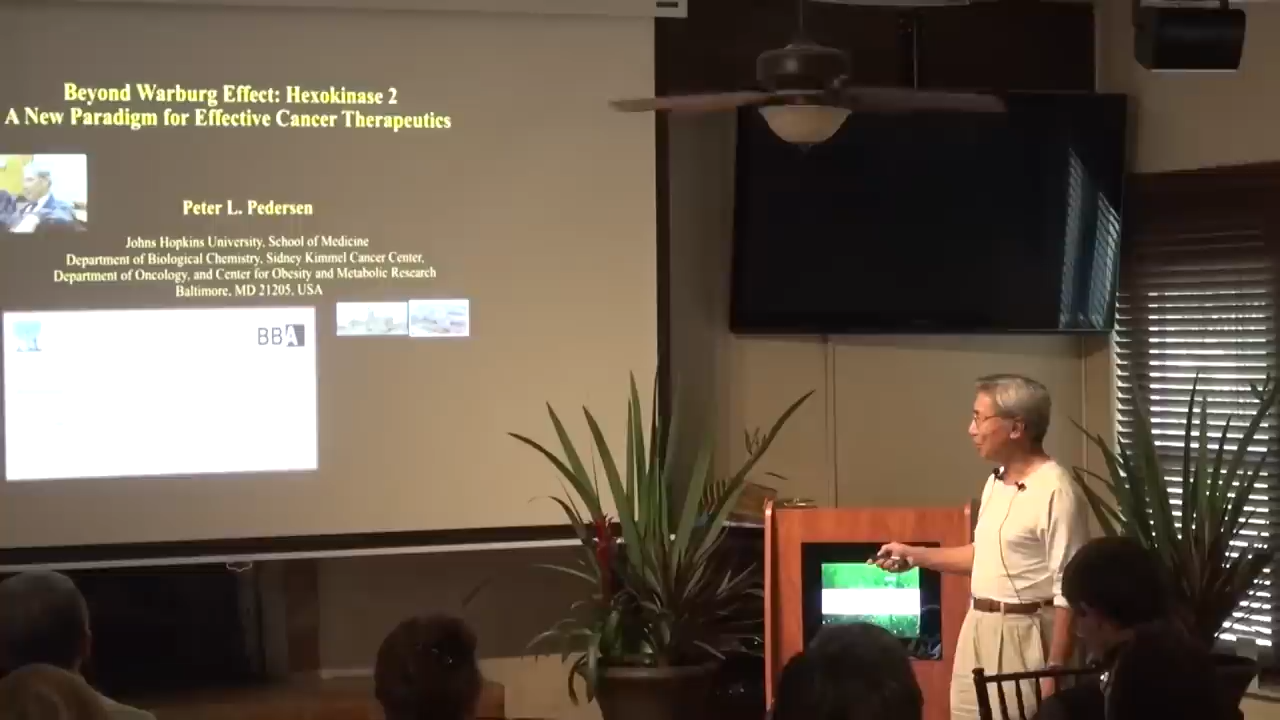 Beyond Warburg Effect: Hexokinase 2
A New Paradigm for Effective Cancer Therapeutics
Peter L. Pedersen
Johns Hopkins University, School of Medicine
Department of Biological Chemistry, Sidney Kimmel Cancer Center,
Department of Oncology, and Center for Obesity and Metabolic Research
Baltimore, MD 21205, USA
BBA